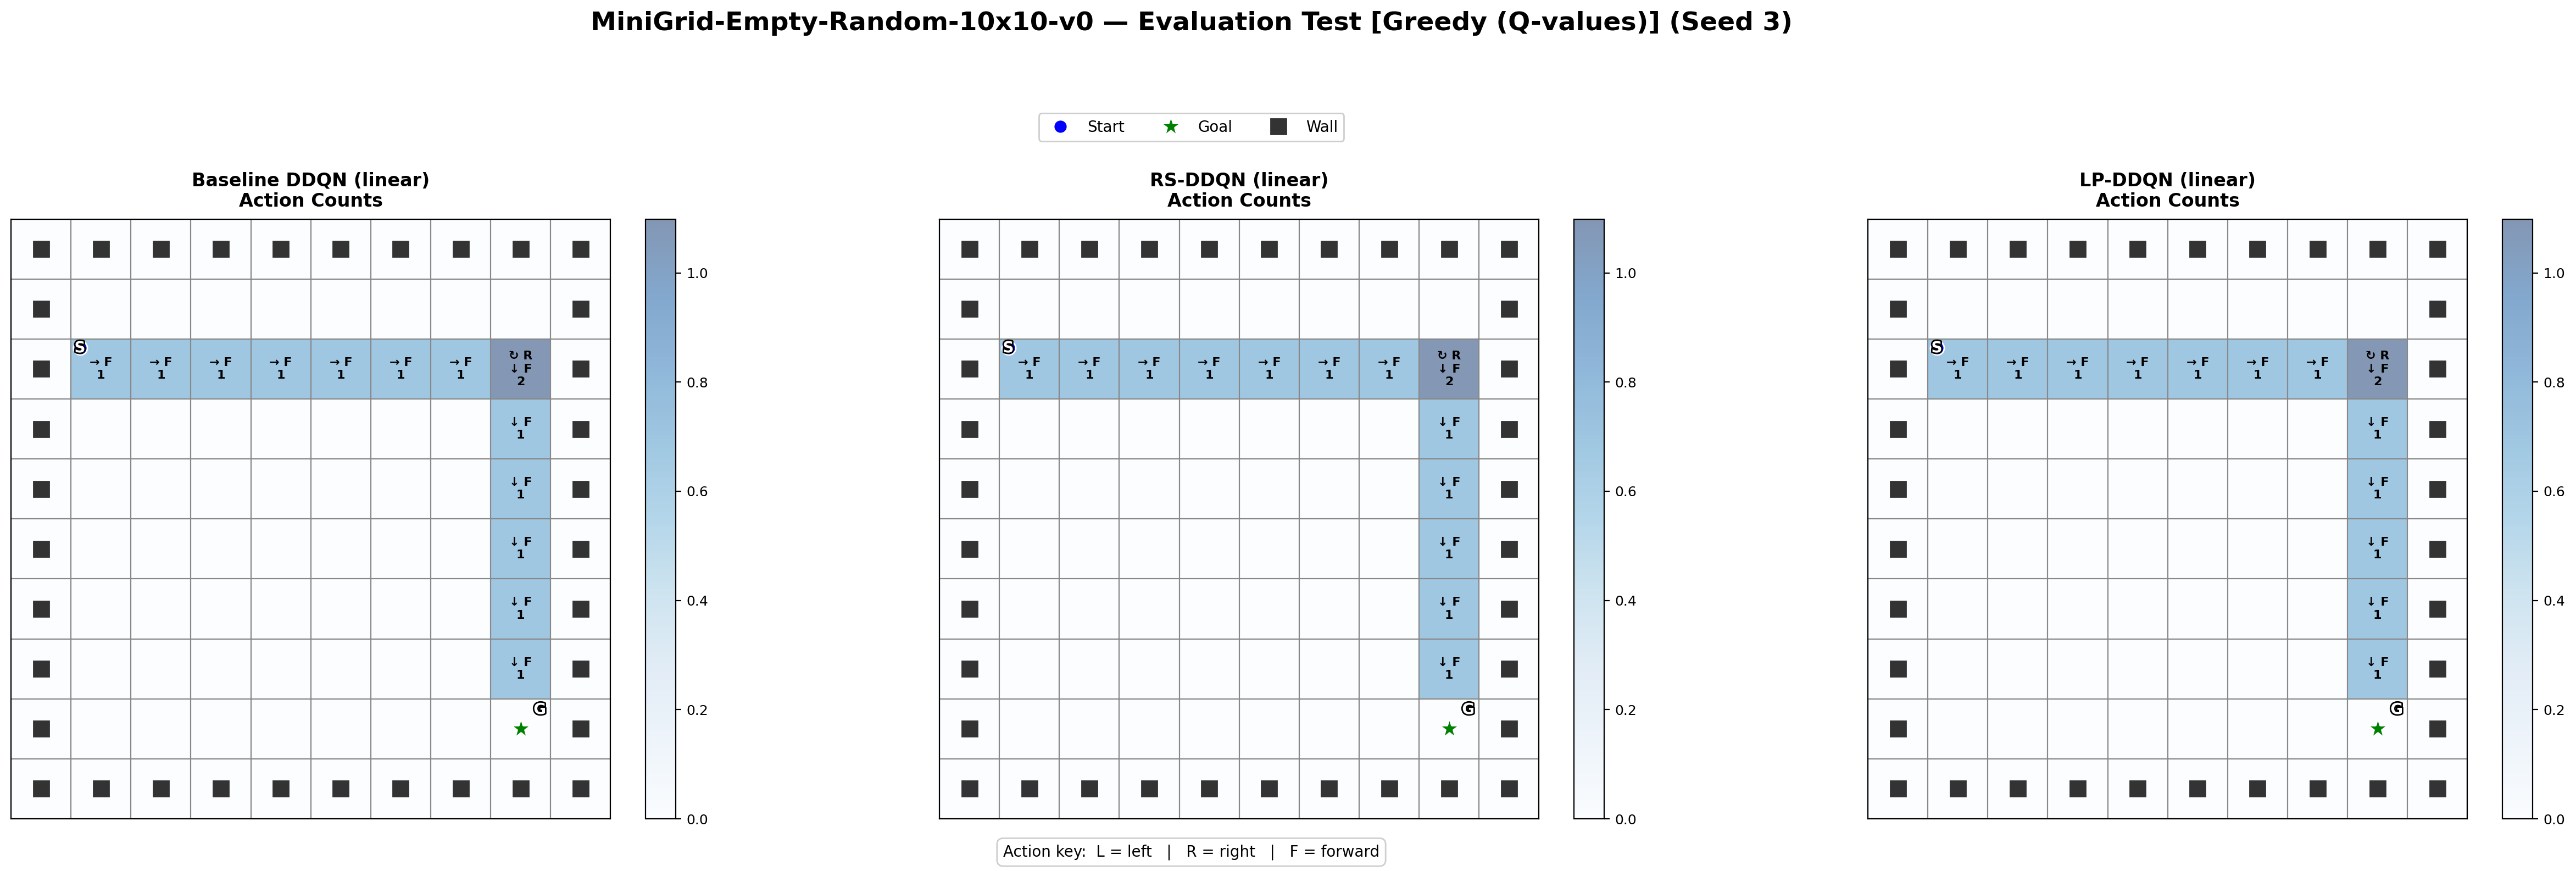 MiniGrid-Empty-Random-10x10-v0 — Evaluation Test [Greedy (Q-values)] (Seed 3)
Start Goal Wall
Baseline DDQN (linear)
Action Counts
S
→ F → F → F → F → F → F → F ↻ R
1 1 1 1 1 1 1 ↓ F
2
↓ F
1
↓ F
1
↓ F
1
↓ F
1
↓ F
1
G
1.0
0.8
0.6
0.4
0.2
0.0
RS-DDQN (linear)
Action Counts
S
→ F → F → F → F → F → F → F ↻ R
1 1 1 1 1 1 1 ↓ F
2
↓ F
1
↓ F
1
↓ F
1
↓ F
1
↓ F
1
G
1.0
0.8
0.6
0.4
0.2
0.0
LP-DDQN (linear)
Action Counts
S
→ F → F → F → F → F → F → F ↻ R
1 1 1 1 1 1 1 ↓ F
2
↓ F
1
↓ F
1
↓ F
1
↓ F
1
↓ F
1
G
1.0
0.8
0.6
0.4
0.2
0.0
Action key: L = left | R = right | F = forward